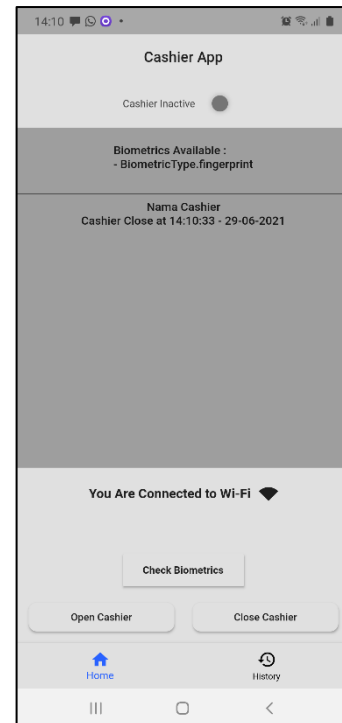 14:10
Cashier App
Cashier Inactive
Biometrics Available :
- BiometricType.fingerprint
Nama Cashier
Cashier Close at 14:10:33 - 29-06-2021
You Are Connected to Wi-Fi
Check Biometrics
Open Cashier Close Cashier
Home History